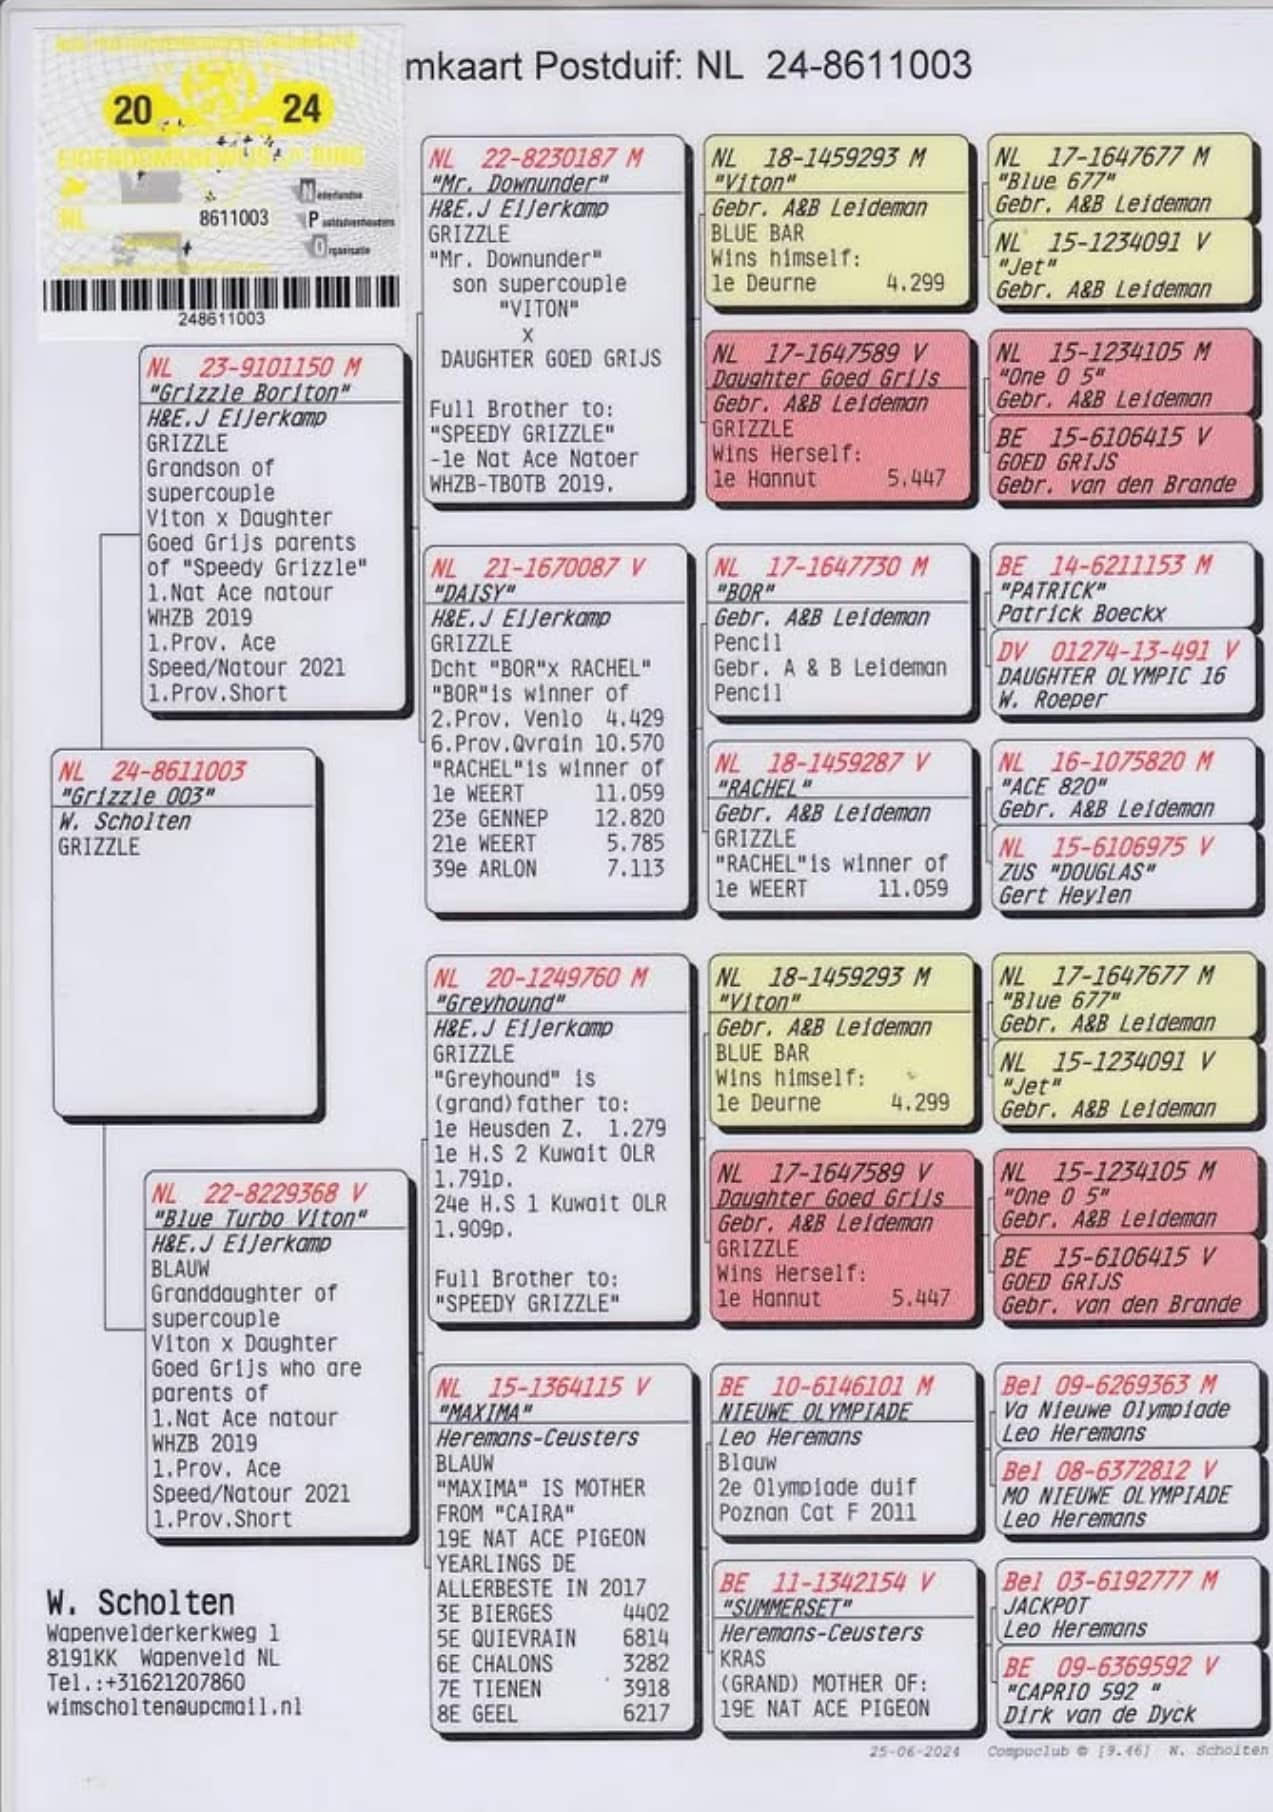 mkaart Postduif: NL 24-8611003
20 24
EIGENDOMSBEWIJS RING
Nederlandse
NL 8611003
Postduivenhouders
Organisatie
248611003
NL 23-9101150 M
"Grizzle Boriton"
H&E.J Eijerkamp
GRIZZLE
Grandson of
supercouple
Viton x Daughter
Goed Grijs parents
of "Speedy Grizzle"
1.Nat Ace natour
WHZB 2019
1.Prov. Ace
Speed/Natour 2021
1.Prov.Short
NL 24-8611003
"Grizzle 003"
W. Scholten
GRIZZLE
NL 22-8229368 V
"Blue Turbo Viton"
H&E.J Eijerkamp
BLAUW
Granddaughter of
supercouple
Viton x Daughter
Goed Grijs who are
parents of
1.Nat Ace natour
WHZB 2019
1.Prov. Ace
Speed/Natour 2021
1.Prov.Short
W. Scholten
Wapenvelderkerkweg 1
8191KK Wapenveld NL
Tel.:+31621207860
wimscholten@upcmail.nl
NL 22-8230187 M
"Mr. Downunder"
H&E.J Eijerkamp
GRIZZLE
"Mr. Downunder"
son supercouple
"VITON"
X
DAUGHTER GOED GRIJS
Full Brother to:
"SPEEDY GRIZZLE"
-1e Nat Ace Natoer
WHZB-TBOTB 2019.
NL 21-1670087 V
"DAISY"
H&E.J Eijerkamp
GRIZZLE
Dcht "BOR"x RACHEL"
"BOR"is winner of
2.Prov. Venlo 4.429
6.Prov.Qvrain 10.570
"RACHEL"is winner of
1e WEERT 11.059
23e GENNEP 12.820
21e WEERT 5.785
39e ARLON 7.113
NL 20-1249760 M
"Greyhound"
H&E.J Eijerkamp
GRIZZLE
"Greyhound" is
(grand)father to:
1e Heusden Z. 1.279
1e H.S 2 Kuwait OLR
1.791p.
24e H.S 1 Kuwait OLR
1.909p.
Full Brother to:
"SPEEDY GRIZZLE"
NL 15-1364115 V
"MAXIMA"
Heremans-Ceusters
BLAUW
"MAXIMA" IS MOTHER
FROM "CAIRA"
19E NAT ACE PIGEON
YEARLINGS DE
ALLERBESTE IN 2017
3E BIERGES 4402
5E QUIEVRAIN 6814
6E CHALONS 3282
7E TIENEN 3918
8E GEEL 6217
NL 18-1459293 M
"Viton"
Gebr. A&B Leideman
BLUE BAR
Wins himself:
1e Deurne 4.299
NL 17-1647589 V
Daughter Goed Grijs
Gebr. A&B Leideman
GRIZZLE
Wins Herself:
1e Hannut 5.447
NL 17-1647730 M
"BOR"
Gebr. A&B Leideman
Pencil
Gebr. A & B Leideman
Pencil
NL 18-1459287 V
"RACHEL"
Gebr. A&B Leideman
GRIZZLE
"RACHEL"is winner of
1e WEERT 11.059
NL 18-1459293 M
"Viton"
Gebr. A&B Leideman
BLUE BAR
Wins himself:
1e Deurne 4.299
NL 17-1647589 V
Daughter Goed Grijs
Gebr. A&B Leideman
GRIZZLE
Wins Herself:
1e Hannut 5.447
BE 10-6146101 M
NIEUWE OLYMPIADE
Leo Heremans
Blauw
2e Olympiade duif
Poznan Cat F 2011
BE 11-1342154 V
"SUMMERSET"
Heremans-Ceusters
KRAS
(GRAND) MOTHER OF:
19E NAT ACE PIGEON
NL 17-1647677 M
"Blue 677"
Gebr. A&B Leideman
NL 15-1234091 V
"Jet"
Gebr. A&B Leideman
NL 15-1234105 M
"One O 5"
Gebr. A&B Leideman
BE 15-6106415 V
GOED GRIJS
Gebr. van den Brande
BE 14-6211153 M
"PATRICK"
Patrick Boeckx
DV 01274-13-491 V
DAUGHTER OLYMPIC 16
W. Roeper
NL 16-1075820 M
"ACE 820"
Gebr. A&B Leideman
NL 15-6106975 V
ZUS "DOUGLAS"
Gert Heylen
NL 17-1647677 M
"Blue 677"
Gebr. A&B Leideman
NL 15-1234091 V
"Jet"
Gebr. A&B Leideman
NL 15-1234105 M
"One O 5"
Gebr. A&B Leideman
BE 15-6106415 V
GOED GRIJS
Gebr. van den Brande
Bel 09-6269363 M
Va Nieuwe Olympiade
Leo Heremans
Bel 08-6372812 V
MO NIEUWE OLYMPIADE
Leo Heremans
Bel 03-6192777 M
JACKPOT
Leo Heremans
BE 09-6369592 V
"CAPRIO 592 "
Dirk van de Dyck
25-06-2024 Compuclub © [9.46] W. Scholten